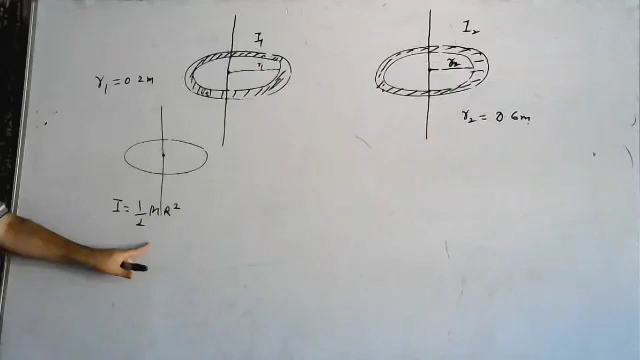 I₁
r₁
r₁ = 0.2m
I₂
r₂
r₂ = 0.6m
I = 1/2 MR²